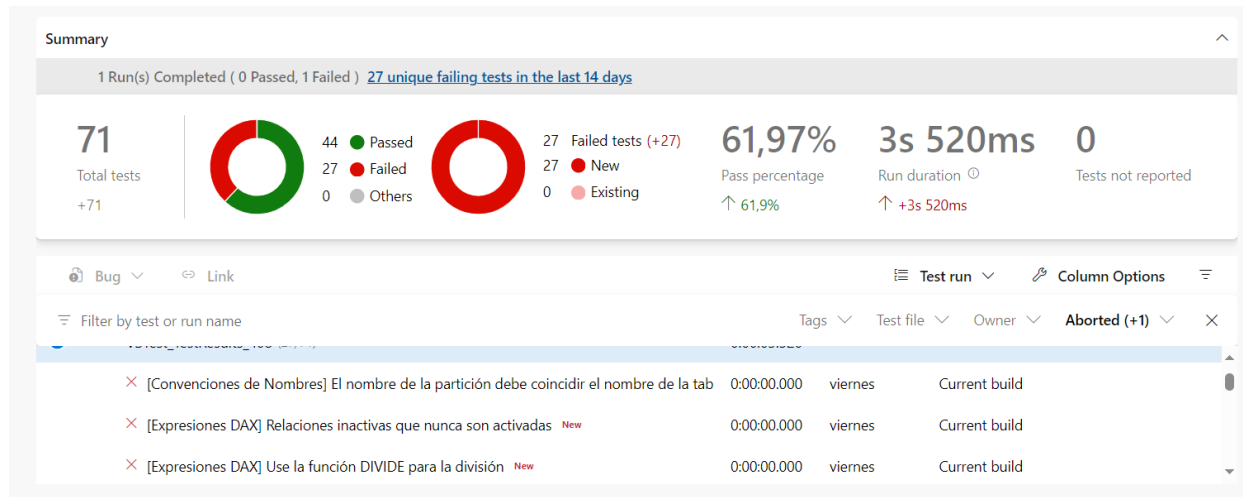 Summary
1 Run(s) Completed ( 0 Passed, 1 Failed ) 27 unique failing tests in the last 14 days
71
Total tests
+71
44 Passed
27 Failed
0 Others
27 Failed tests (+27)
27 New
0 Existing
61,97%
Pass percentage
61,9%
3s 520ms
Run duration
+3s 520ms
0
Tests not reported
Bug
Link
Test run
Column Options
Filter by test or run name
Tags
Test file
Owner
Aborted (+1)
[Convenciones de Nombres] El nombre de la partición debe coincidir el nombre de la tab 0:00:00.000 viernes Current build
[Expresiones DAX] Relaciones inactivas que nunca son activadas New 0:00:00.000 viernes Current build
[Expresiones DAX] Use la función DIVIDE para la división New 0:00:00.000 viernes Current build